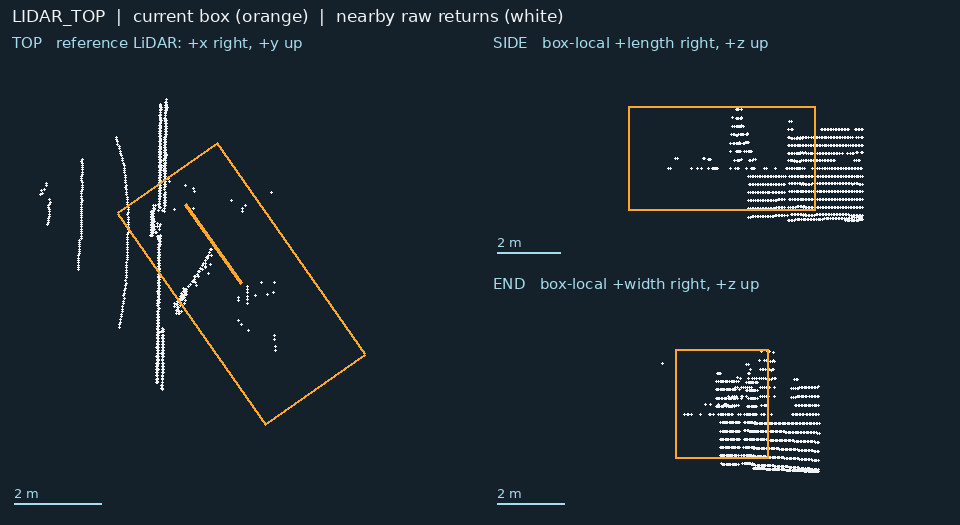 LIDAR_TOP | current box (orange) | nearby raw returns (white)
TOP reference LiDAR: +x right, +y up
SIDE box-local +length right, +z up
2 m
END box-local +width right, +z up
2 m
2 m